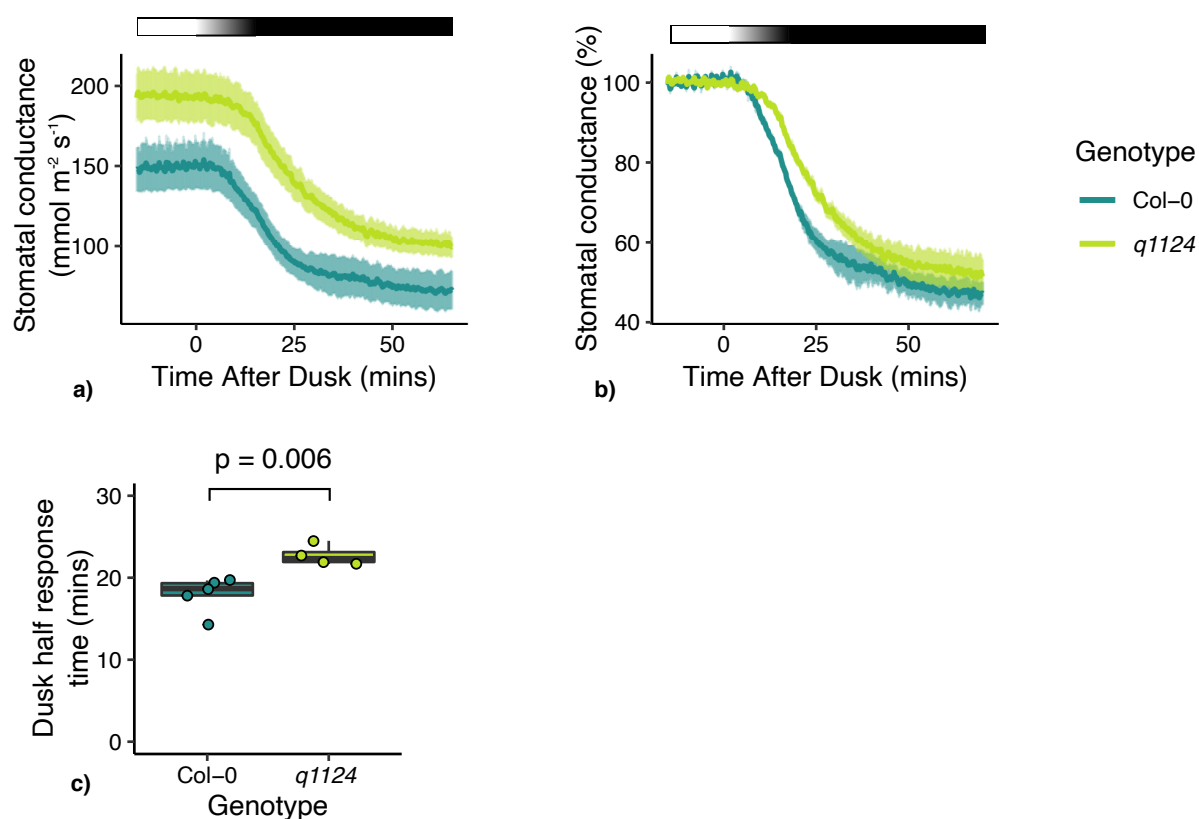 Stomatal conductance
(mmol m⁻² s⁻¹)
200
150
100
0
25
50
Time After Dusk (mins)
a)
Stomatal conductance (%)
100
80
60
40
0
25
50
Time After Dusk (mins)
b)
Genotype
Col−0
q1124
p = 0.006
Dusk half response
time (mins)
30
20
10
0
Col−0
q1124
Genotype
c)